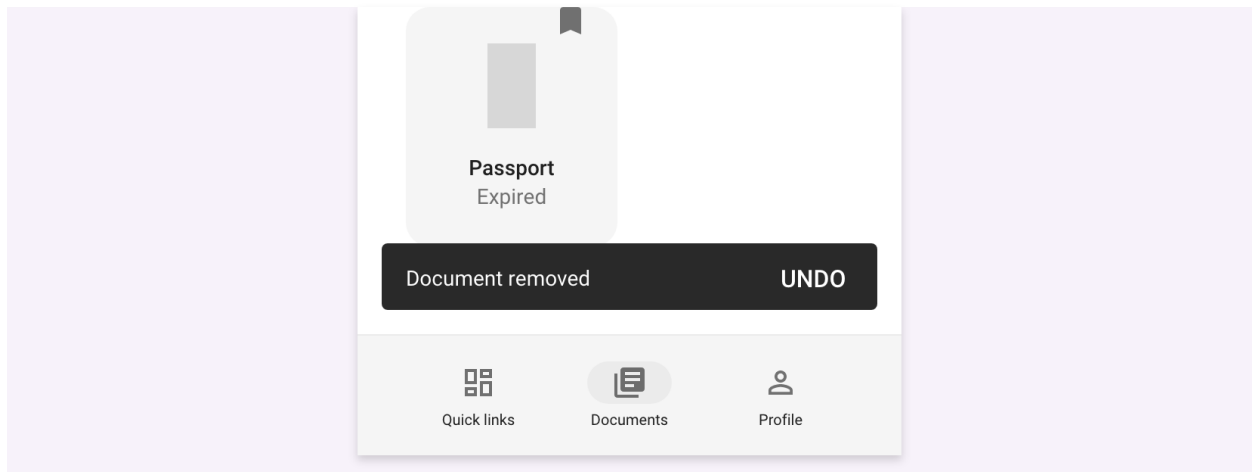 Passport
Expired
Document removed UNDO
Quick links Documents Profile